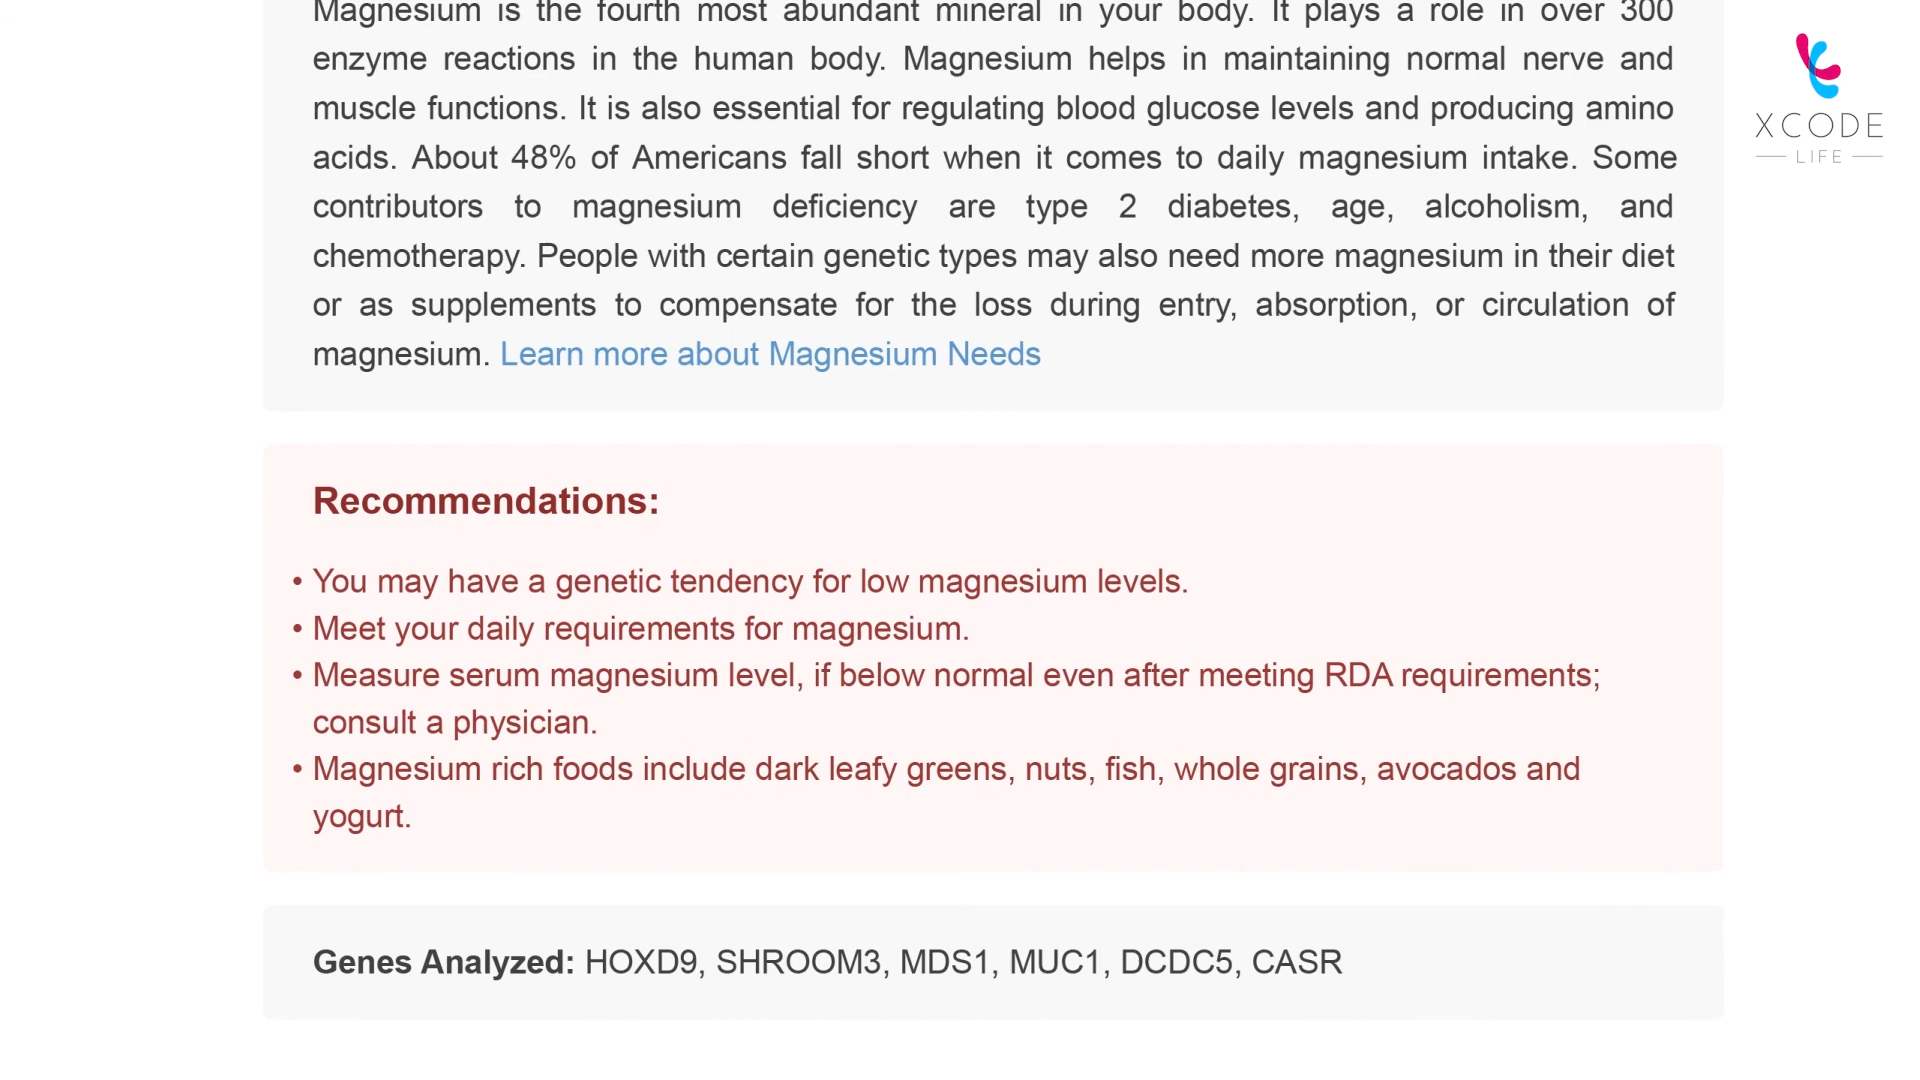 Magnesium is the fourth most abundant mineral in your body. It plays a role in over 300
enzyme reactions in the human body. Magnesium helps in maintaining normal nerve and
muscle functions. It is also essential for regulating blood glucose levels and producing amino
acids. About 48% of Americans fall short when it comes to daily magnesium intake. Some
contributors to magnesium deficiency are type 2 diabetes, age, alcoholism, and
chemotherapy. People with certain genetic types may also need more magnesium in their diet
or as supplements to compensate for the loss during entry, absorption, or circulation of
magnesium. Learn more about Magnesium Needs
XCODE
LIFE
Recommendations:
• You may have a genetic tendency for low magnesium levels.
• Meet your daily requirements for magnesium.
• Measure serum magnesium level, if below normal even after meeting RDA requirements;
consult a physician.
• Magnesium rich foods include dark leafy greens, nuts, fish, whole grains, avocados and
yogurt.
Genes Analyzed: HOXD9, SHROOM3, MDS1, MUC1, DCDC5, CASR